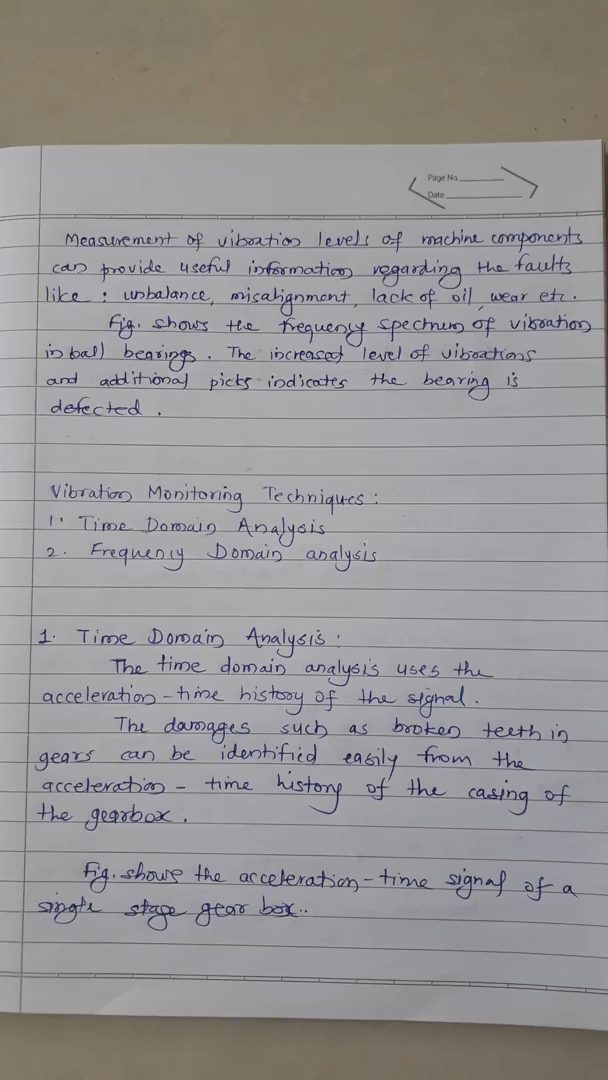 Page No.
Date
Measurement of vibration levels of machine components
can provide useful information regarding the faults
like : unbalance, misalignment, lack of oil, wear etc.
Fig. shows the frequency spectrum of vibration
in ball bearings. The increased level of vibrations
and additional picks indicates the bearing is
defected.
Vibration Monitoring Techniques :
1. Time Domain Analysis
2. Frequency Domain analysis
1. Time Domain Analysis :
The time domain analysis uses the
acceleration - time history of the signal.
The damages such as broken teeth in
gears can be identified easily from the
acceleration - time history of the casing of
the gearbox.
Fig. shows the acceleration - time signal of a
single stage gear box..